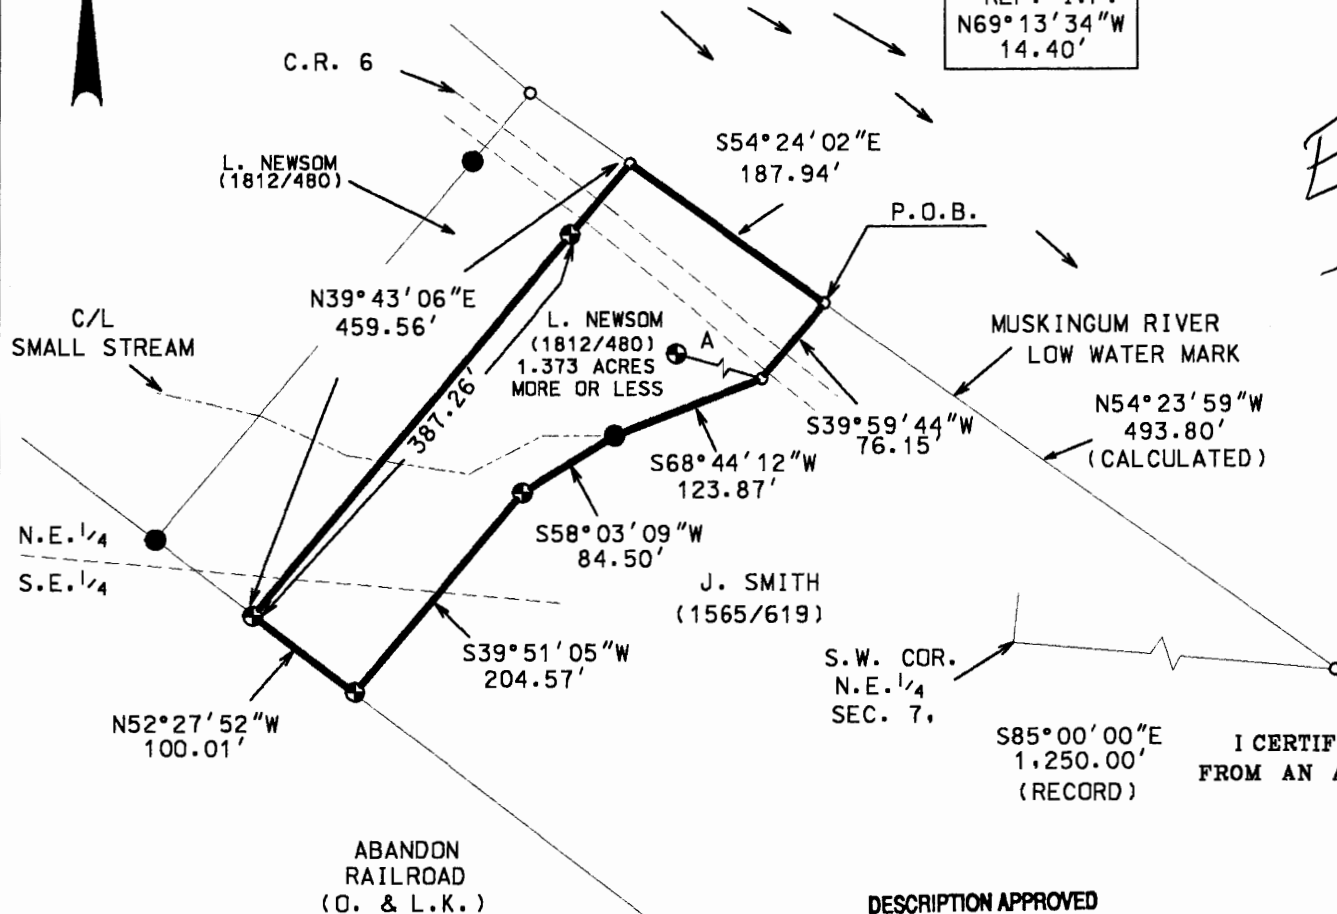 REF. I.P.
N69°13'34"W
14.40'
C.R. 6
S54°24'02"E
187.94'
L. NEWSOM
(1812/480)
P.O.B.
N39°43'06"E
459.56'
C/L
SMALL STREAM
L. NEWSOM
(1812/480)
1.373 ACRES
MORE OR LESS
A
MUSKINGUM RIVER
LOW WATER MARK
387.26'
N54°23'59"W
493.80'
(CALCULATED)
S39°59'44"W
76.15'
S68°44'12"W
123.87'
N.E.1/4
S.E.1/4
S58°03'09"W
84.50'
J. SMITH
(1565/619)
S39°51'05"W
204.57'
S.W. COR.
N.E.1/4
SEC. 7,
N52°27'52"W
100.01'
S85°00'00"E
1,250.00'
(RECORD)
I CERTIF
FROM AN A
ABANDON
RAILROAD
(O. & L.K.)
DESCRIPTION APPROVED